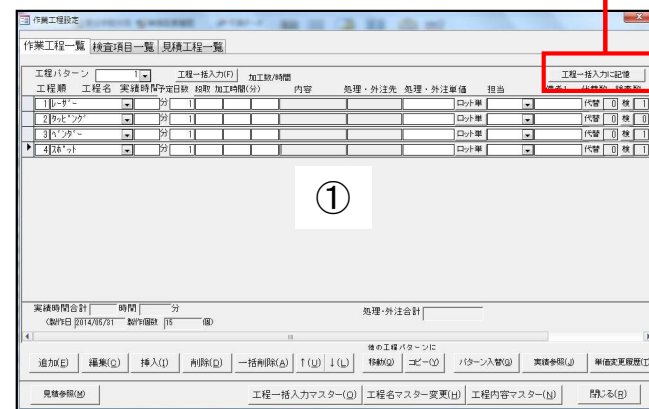 作業工程設定
作業工程一覧 検査項目一覧 見積工程一覧
工程パターン 1 工程一括入力(F) 加工数/時間 工程一括入力に記憶
工程順 工程名 実績時間 予定日数 段取 加工時間(分) 内容 処理・外注先 処理・外注単価 担当 備考1 代替数 検査数
1 レーザー 分 1 ロット単 代替 0 検 1
2 タッピング 分 1 ロット単 代替 0 検 1
3 ベンダー 分 1 ロット単 代替 0 検 1
4 スポット 分 1 ロット単 代替 0 検 1
①
実績時間合計 時間 分 処理・外注合計
(製作日 2014/05/31 製作個数 15 個)
他の工程パターンに
追加(E) 編集(C) 挿入(I) 削除(D) 一括削除(A) ↑(U) ↓(L) 移動(Q) コピー(Y) パターン入替(G) 実績参照(J) 単価変更履歴(T
見積参照(M) 工程一括入力マスター(O) 工程名マスター変更(H) 工程内容マスター(N) 閉じる(R)